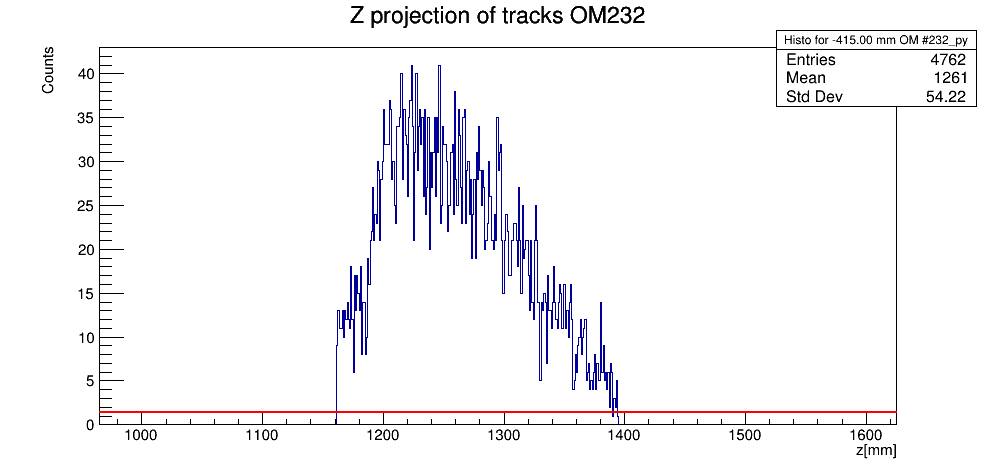 Z projection of tracks OM232
Histo for -415.00 mm OM #232_py
Entries 4762
Mean 1261
Std Dev 54.22
Counts
40
35
30
25
20
15
10
5
0
1000 1100 1200 1300 1400 1500 1600
z[mm]